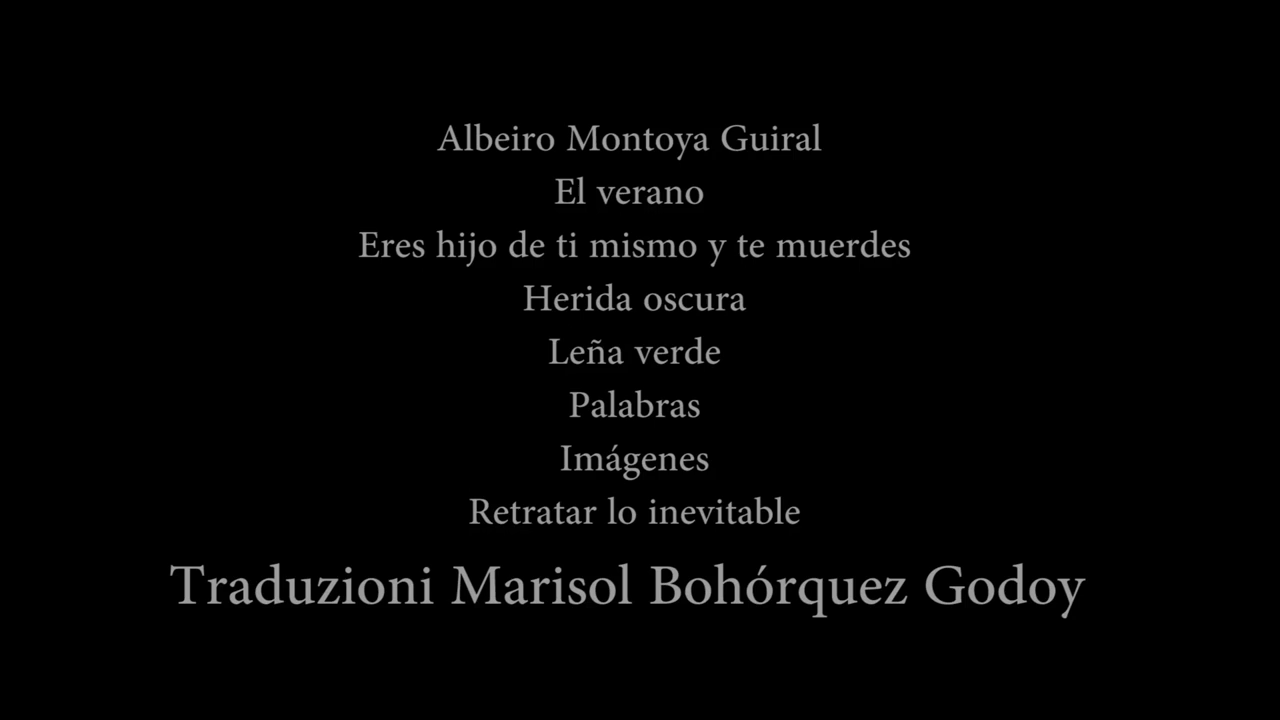 Albeiro Montoya Guiral
El verano
Eres hijo de ti mismo y te muerdes
Herida oscura
Leña verde
Palabras
Imágenes
Retratar lo inevitable
Traduzioni Marisol Bohórquez Godoy